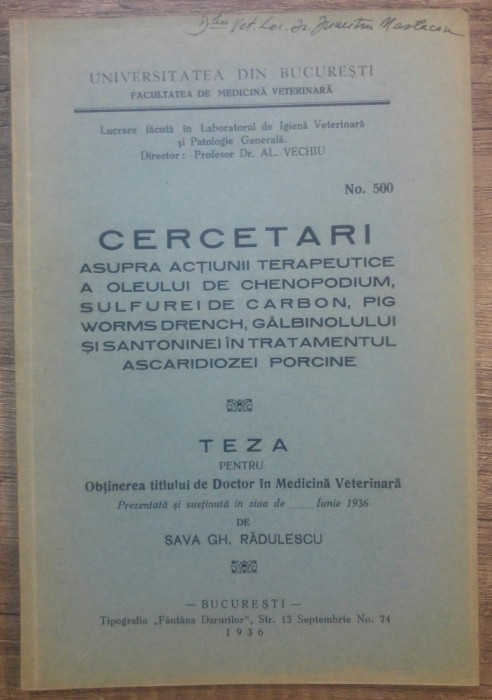 UNIVERSITATEA DIN BUCUREȘTI
FACULTATEA DE MEDICINĂ VETERINARĂ
Lucrare făcută în Laboratorul de Igienă Veterinară
și Patologie Generală.
Director: Profesor Dr. AL. VECHIU
No. 500
CERCETARI
ASUPRA ACȚIUNII TERAPEUTICE
A OLEULUI DE CHENOPODIUM,
SULFUREI DE CARBON, PIG
WORMS DRENCH, GĂLBINOLULUI
ȘI SANTONINEI ÎN TRATAMENTUL
ASCARIDIOZEI PORCINE
TEZA
PENTRU
Obținerea titlului de Doctor în Medicină Veterinară
Prezentată și susținută in ziua de ____ Iunie 1936
DE
SAVA GH. RĂDULESCU
— BUCUREȘTI —
Tipografia „Fântâna Darurilor", Str. 13 Septembrie No. 74
1936